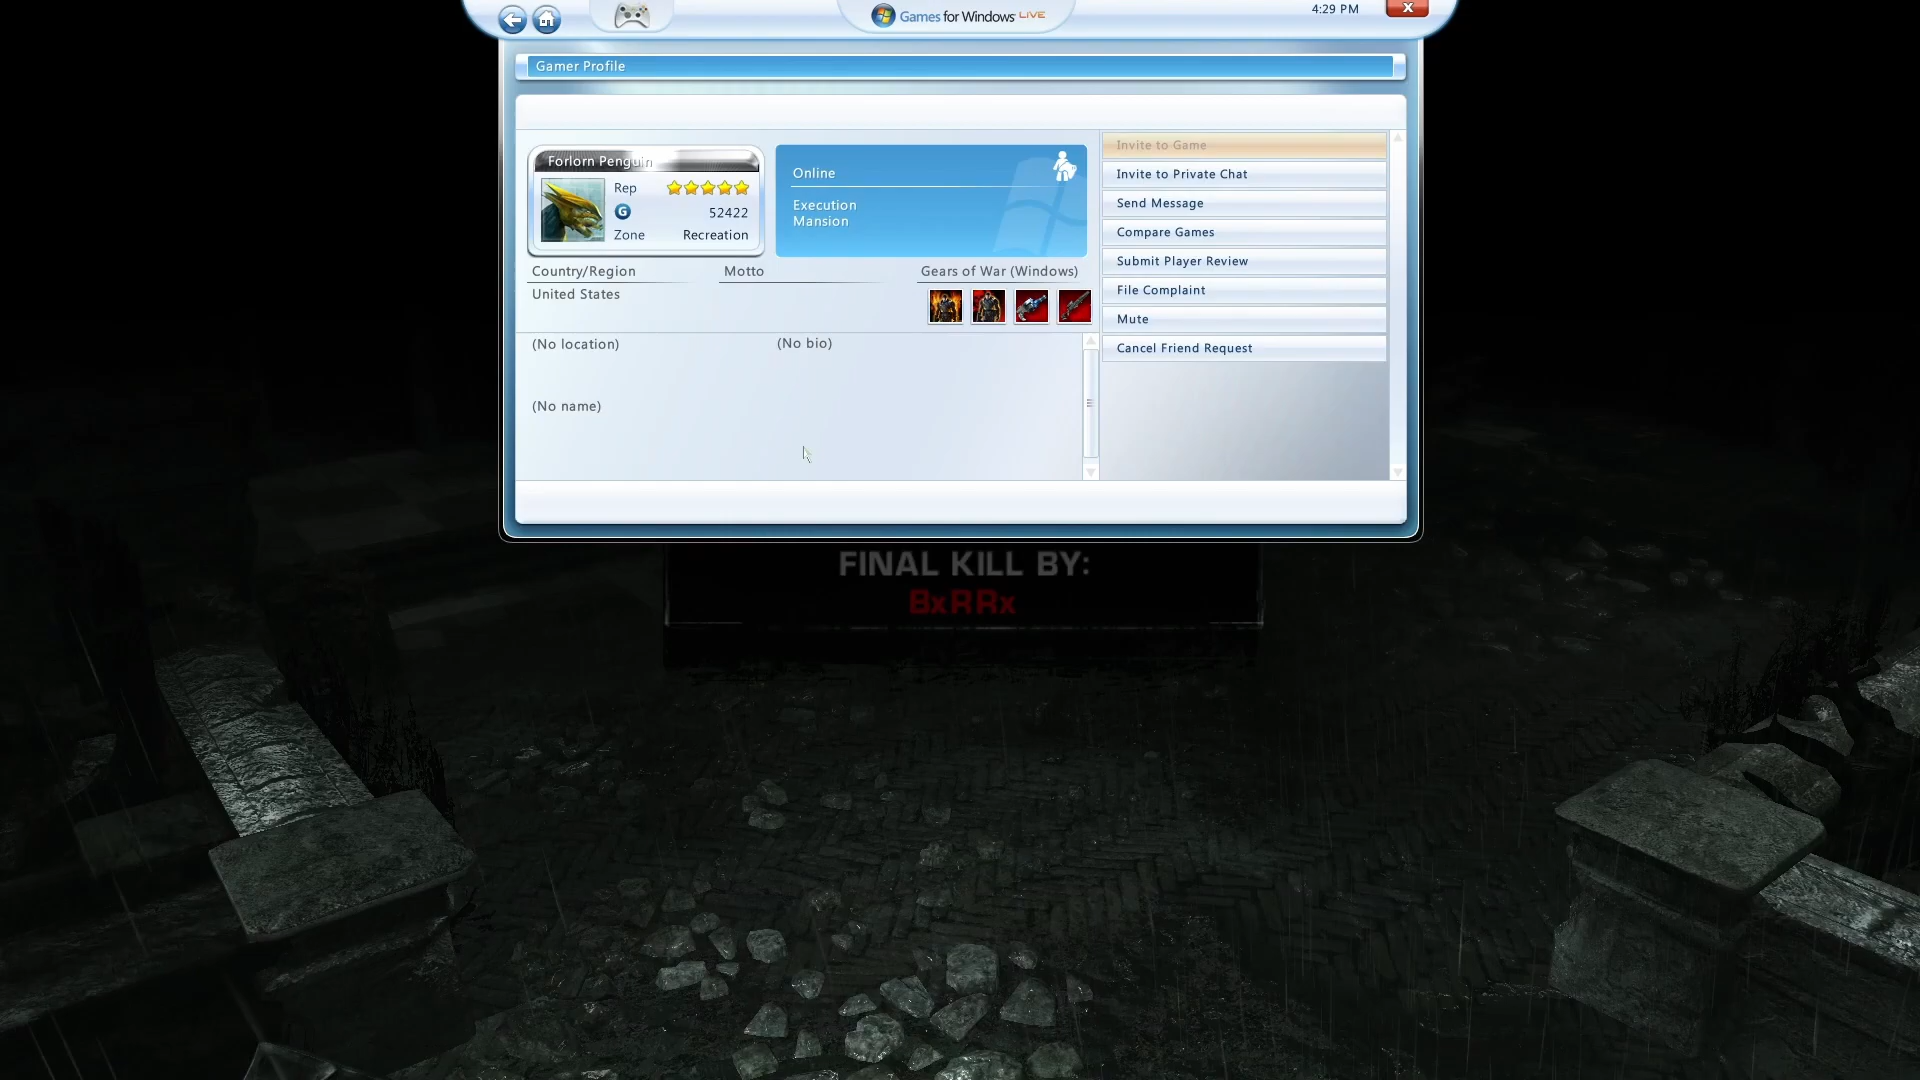 Games for Windows LIVE
4:29 PM
X
Gamer Profile
Forlorn Penguin
Rep
G 52422
Zone Recreation
Online
Execution
Mansion
Country/Region
United States
Motto
Gears of War (Windows)
(No location)
(No bio)
(No name)
Invite to Game
Invite to Private Chat
Send Message
Compare Games
Submit Player Review
File Complaint
Mute
Cancel Friend Request
FINAL KILL BY:
BxRRx